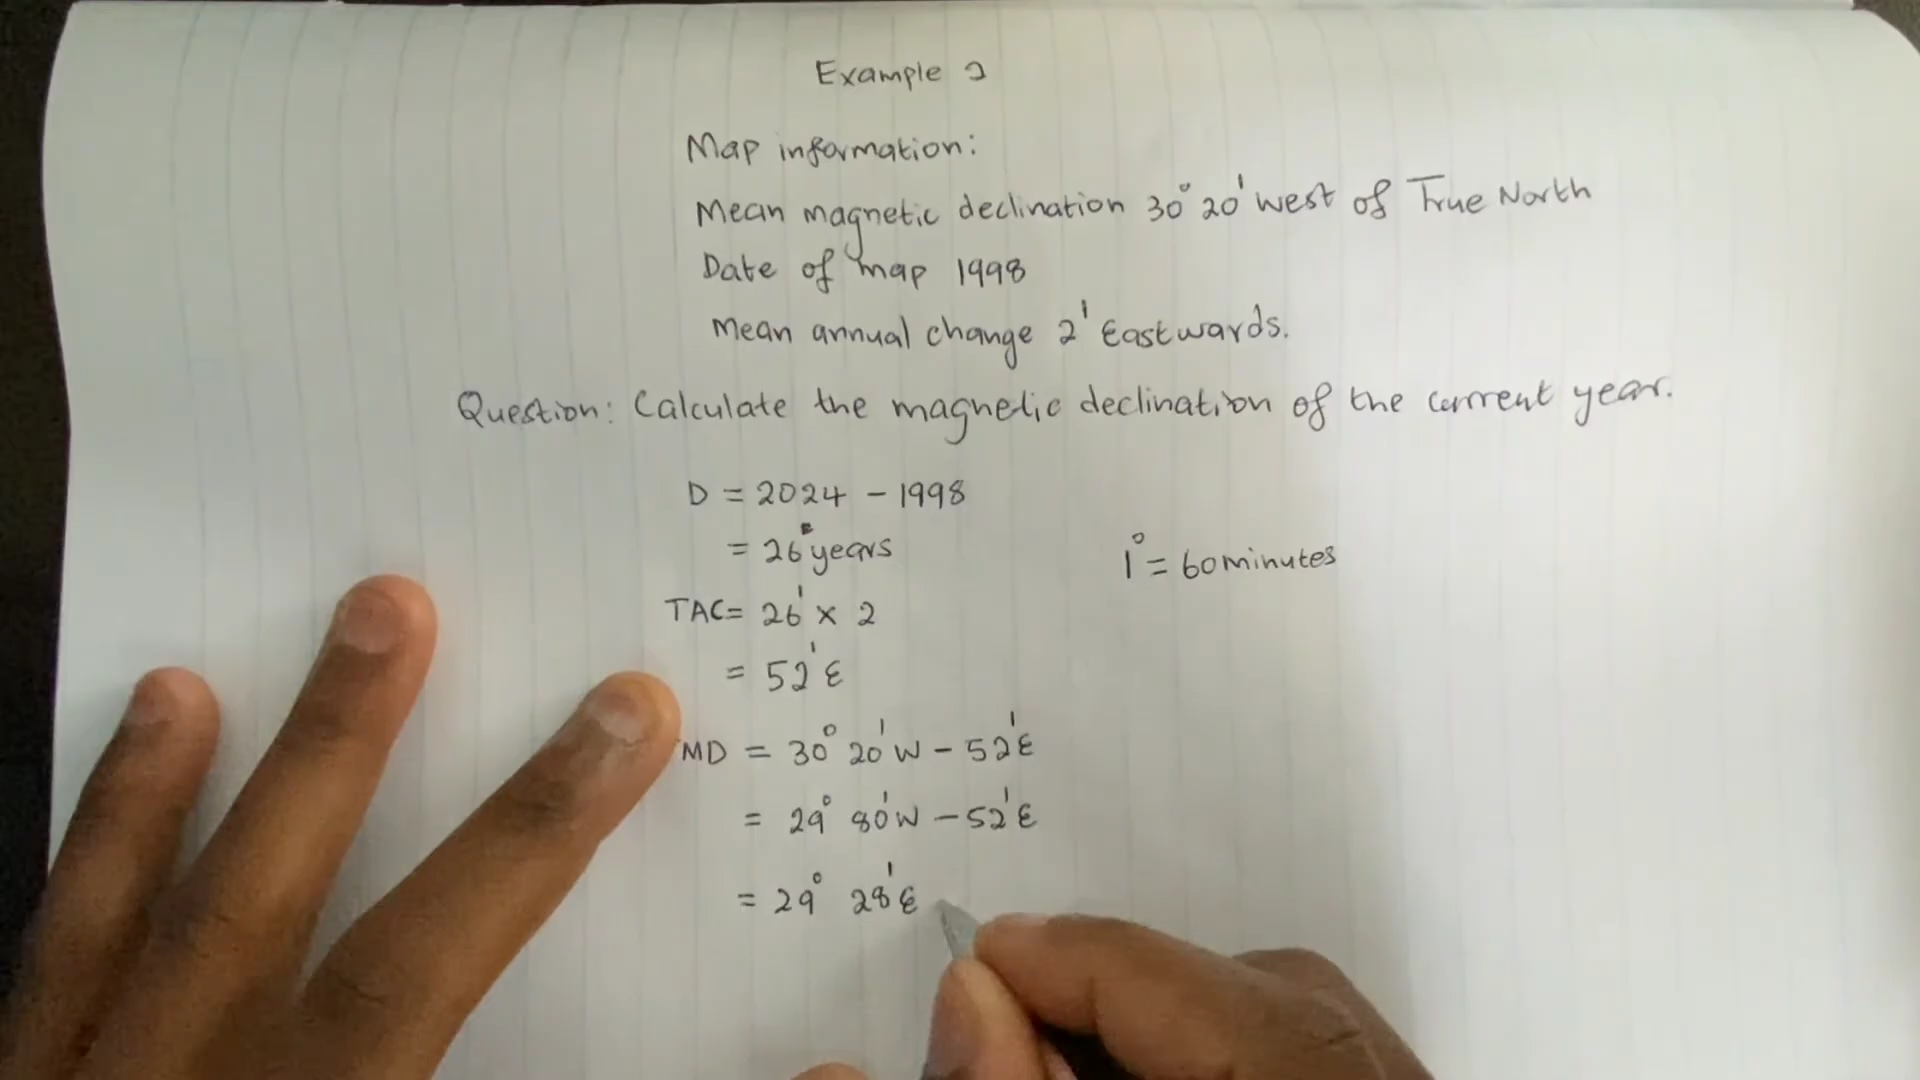 Example 2
Map information:
Mean magnetic declination 30° 20' west of True North
Date of map 1998
Mean annual change 2' Eastwards.
Question: Calculate the magnetic declination of the current year.
D = 2024 - 1998
= 26 years
1° = 60 minutes
TAC = 26' x 2
= 52' E
MD = 30° 20' W - 52' E
= 29° 80' W - 52' E
= 29° 28' E